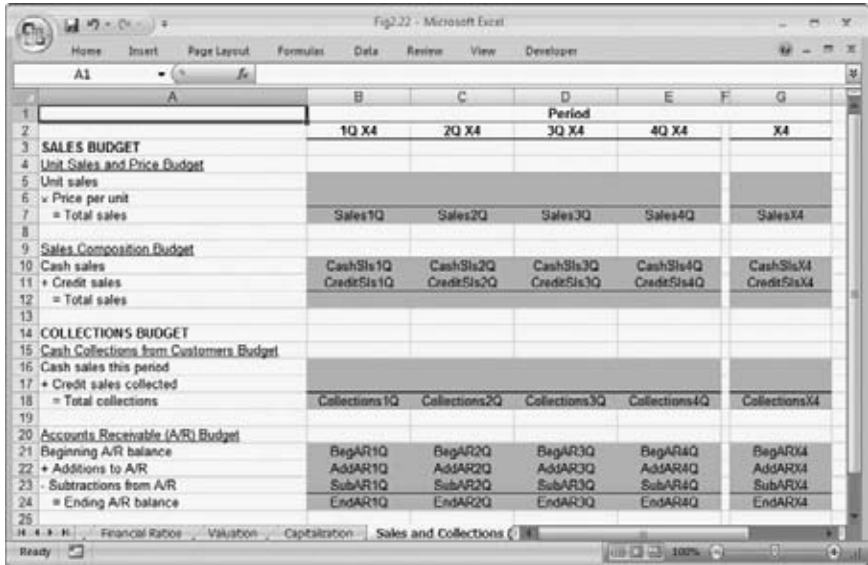 Fig2.22 - Microsoft Excel
Home Insert Page Layout Formulas Data Review View Developer
A1 fx
A B C D E F G
1 Period
2 1Q X4 2Q X4 3Q X4 4Q X4 X4
3 SALES BUDGET
4 Unit Sales and Price Budget
5 Unit sales
6 x Price per unit
7 = Total sales Sales1Q Sales2Q Sales3Q Sales4Q SalesX4
8
9 Sales Composition Budget
10 Cash sales CashSls1Q CashSls2Q CashSls3Q CashSls4Q CashSlsX4
11 + Credit sales CreditSls1Q CreditSls2Q CreditSls3Q CreditSls4Q CreditSlsX4
12 = Total sales
13
14 COLLECTIONS BUDGET
15 Cash Collections from Customers Budget
16 Cash sales this period
17 + Credit sales collected
18 = Total collections Collections1Q Collections2Q Collections3Q Collections4Q CollectionsX4
19
20 Accounts Receivable (A/R) Budget
21 Beginning A/R balance BegAR1Q BegAR2Q BegAR3Q BegAR4Q BegARX4
22 + Additions to A/R AddAR1Q AddAR2Q AddAR3Q AddAR4Q AddARX4
23 - Subtractions from A/R SubAR1Q SubAR2Q SubAR3Q SubAR4Q SubARX4
24 = Ending A/R balance EndAR1Q EndAR2Q EndAR3Q EndAR4Q EndARX4
25
Financial Ratios Valuation Capitalization Sales and Collections (
Ready 100%